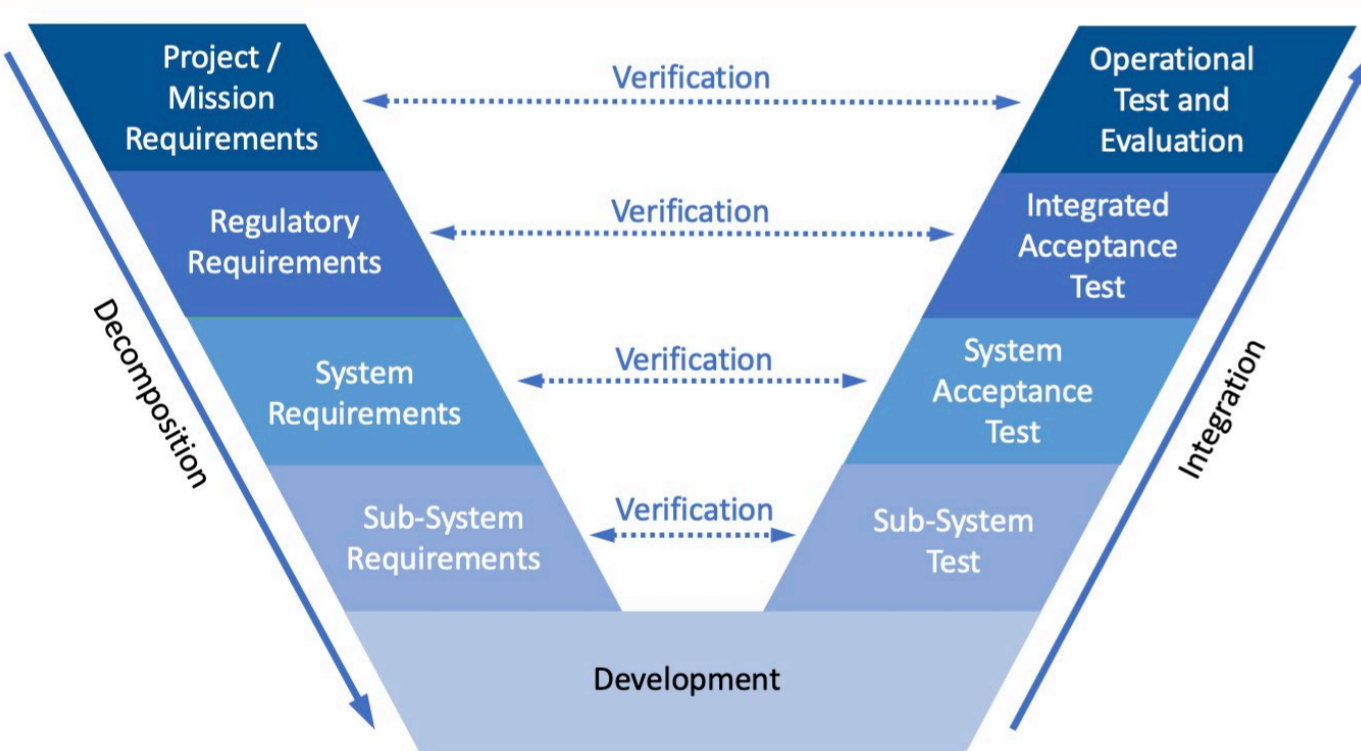 Project /
Mission
Requirements
Verification
Operational
Test and
Evaluation
Regulatory
Requirements
Verification
Integrated
Acceptance
Test
Decomposition
System
Requirements
Verification
System
Acceptance
Test
Integration
Sub-System
Requirements
Verification
Sub-System
Test
Development